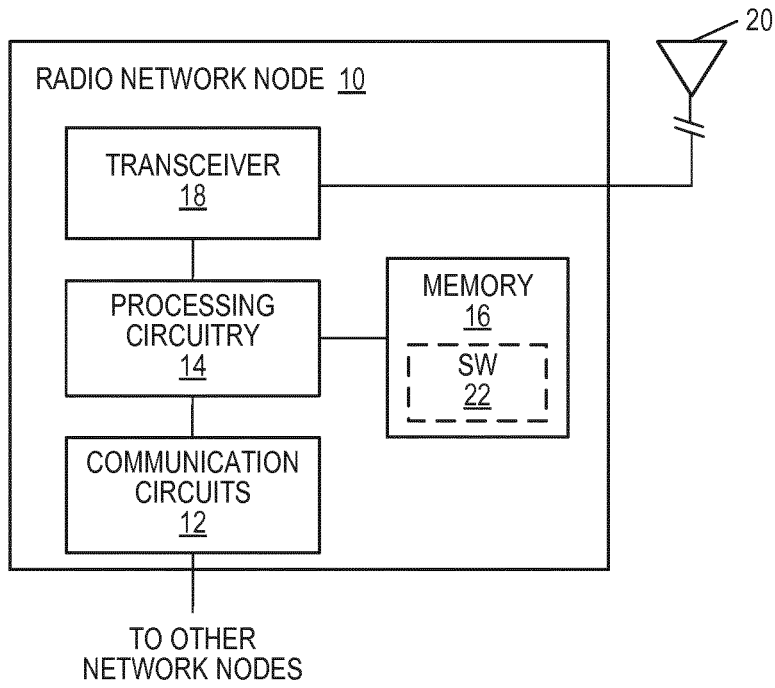 20
RADIO NETWORK NODE 10
TRANSCEIVER
18
PROCESSING
CIRCUITRY
14
MEMORY
16
SW
22
COMMUNICATION
CIRCUITS
12
TO OTHER
NETWORK NODES